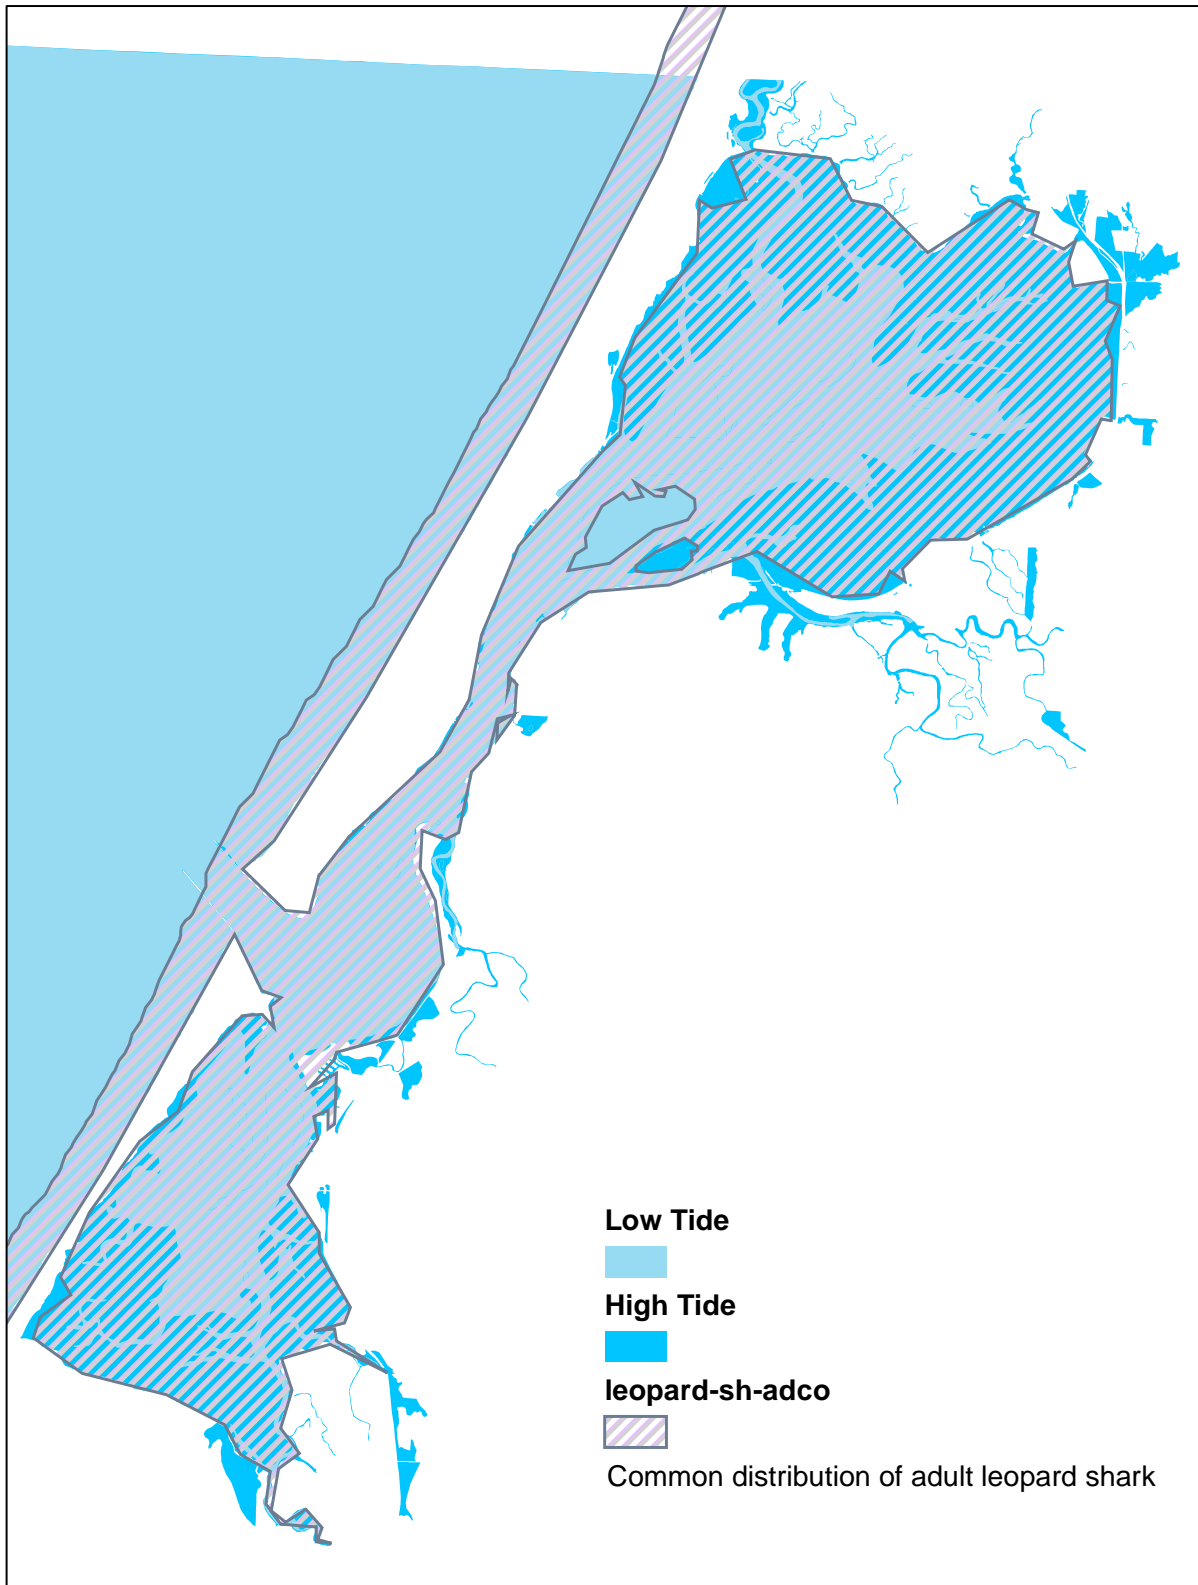 Low Tide
High Tide
leopard-sh-adco
Common distribution of adult leopard shark